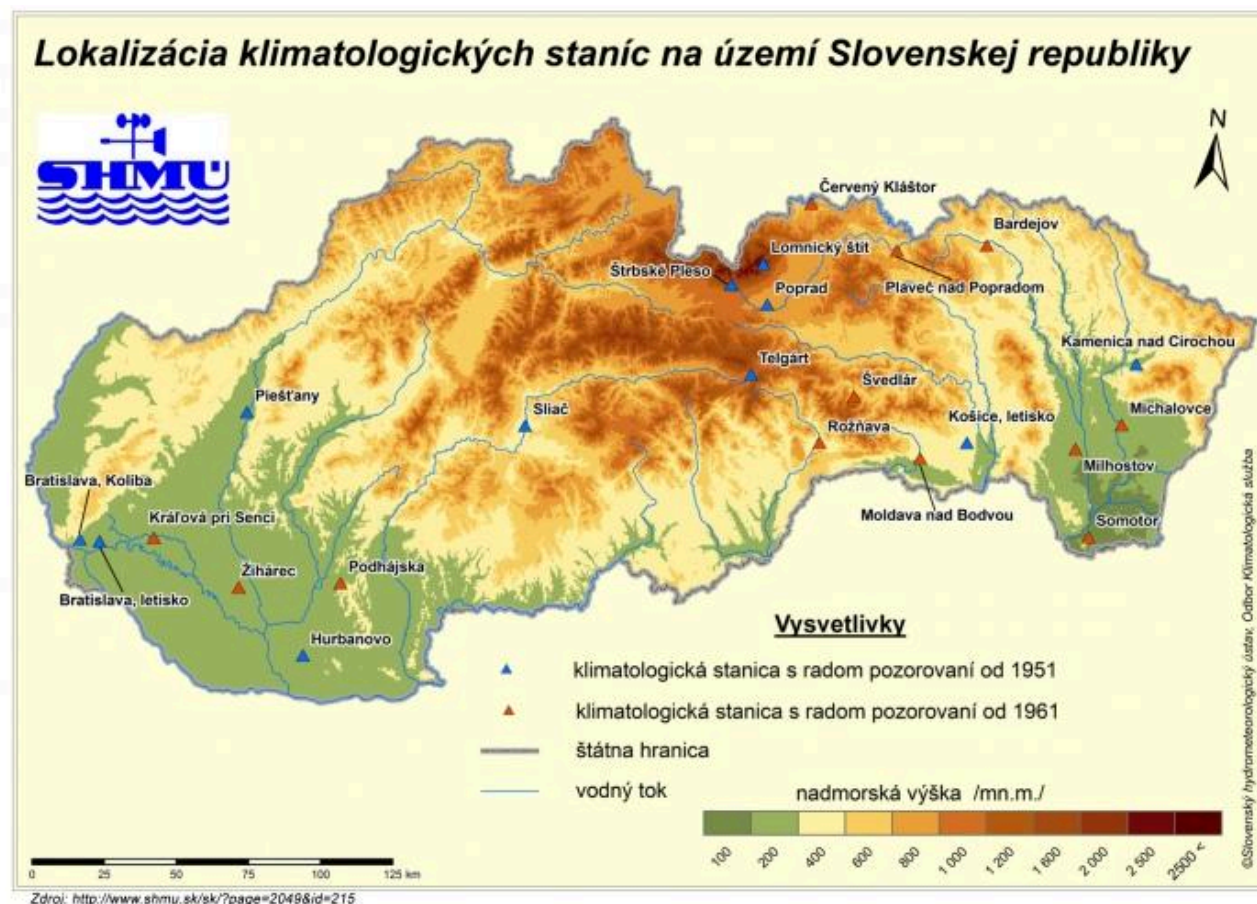 Lokalizácia klimatologických staníc na území Slovenskej republiky
SHMÚ
N
Červený Kláštor
Bardejov
Lomnický štít
Štrbské Pleso
Poprad
Plaveč nad Popradom
Kamenica nad Cirochou
Telgárt
Piešťany
Švedlár
Sliač
Michalovce
Rožňava
Košice, letisko
Milhostov
Bratislava, Koliba
Kráľová pri Senci
Moldava nad Bodvou
Somotor
Žihárec
Podhájska
Bratislava, letisko
Hurbanovo
Vysvetlivky
klimatologická stanica s radom pozorovaní od 1951
klimatologická stanica s radom pozorovaní od 1961
štátna hranica
vodný tok
nadmorská výška /mn.m./
100 200 400 600 800 1 000 1 200 1 600 2 000 2 500 2500 <
0 25 50 75 100 125 km
©Slovenský hydrometeorologický ústav, Odbor Klimatologická služba
Zdroj: http://www.shmu.sk/sk/?page=2049&id=215